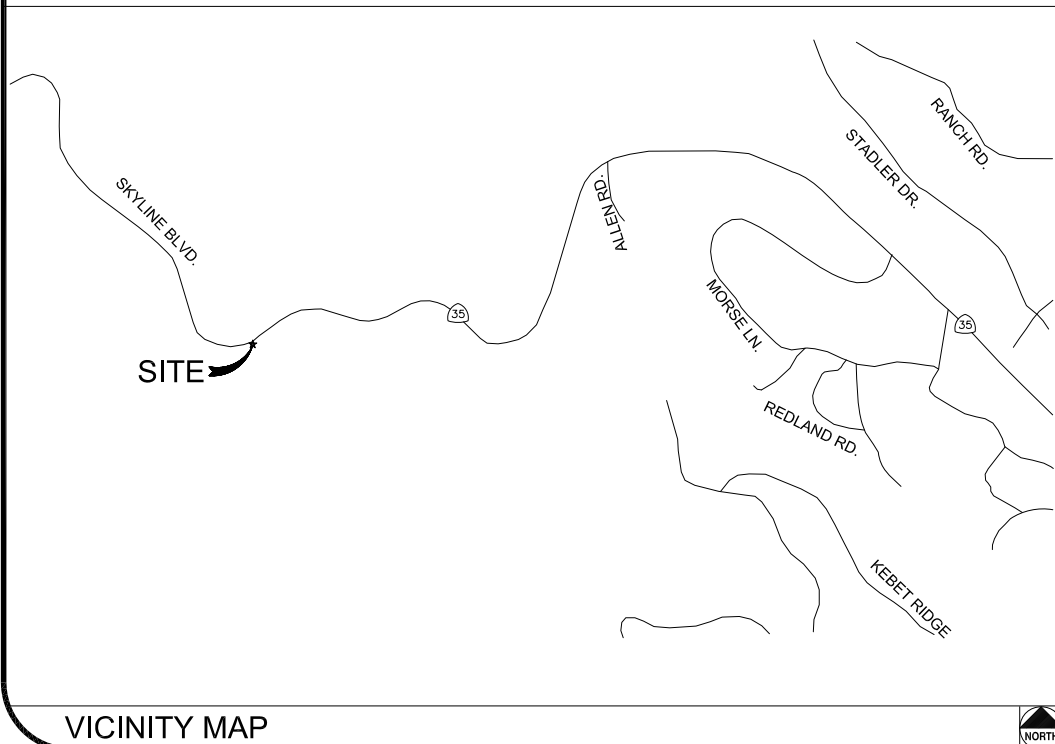 RANCH RD.
STADLER DR.
SKYLINE BLVD.
ALLEN RD.
MORSE LN.
35
35
SITE
REDLAND RD.
KEBET RIDGE
VICINITY MAP
NORTH